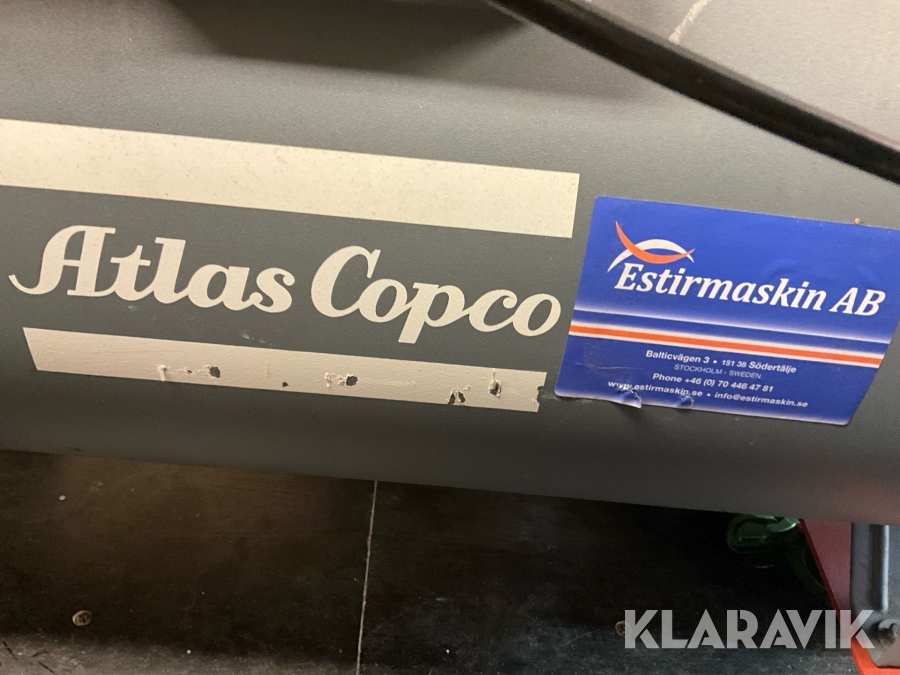 Atlas Copco
Estirmaskin AB
Balticvägen 3 • 151 38 Södertälje
STOCKHOLM - SWEDEN
Phone +46 (0) 70 446 47 81
www.estirmaskin.se • info@estirmaskin.se
KLARAVIK